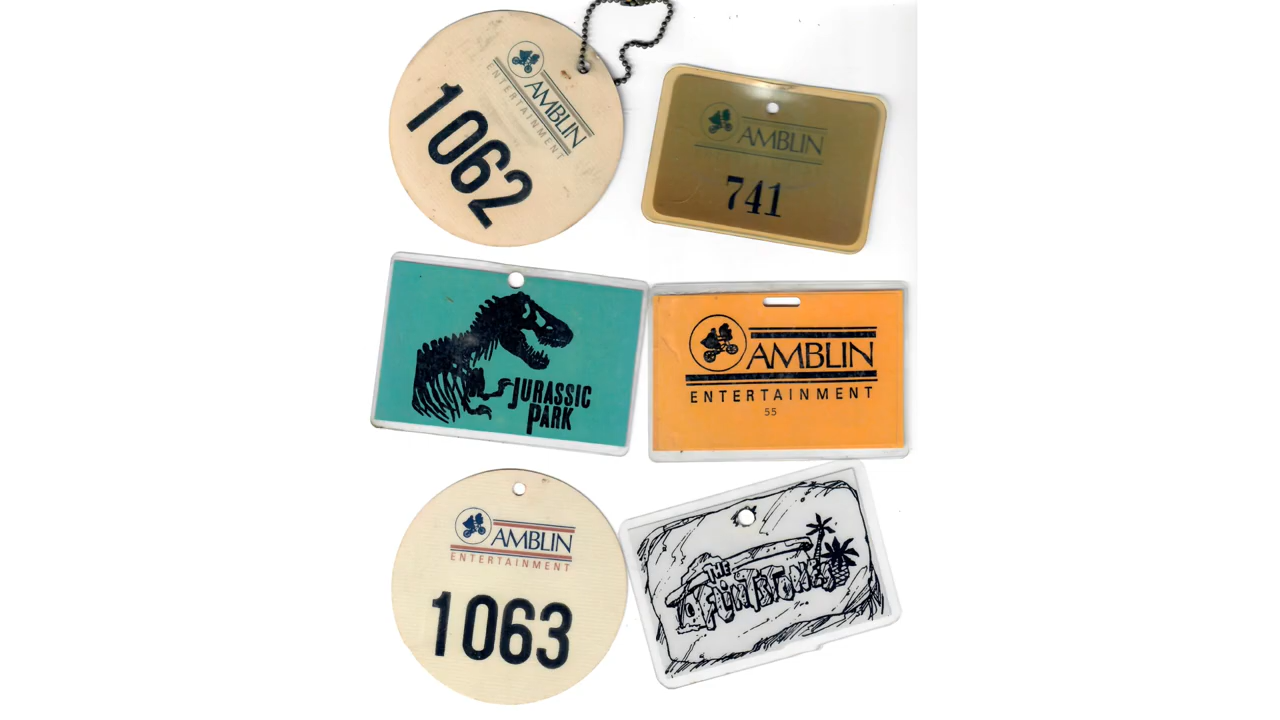 AMBLIN
ENTERTAINMENT
1062
AMBLIN
741
JURASSIC
PARK
AMBLIN
ENTERTAINMENT
55
AMBLIN
ENTERTAINMENT
1063
THE
FLINTSTONES